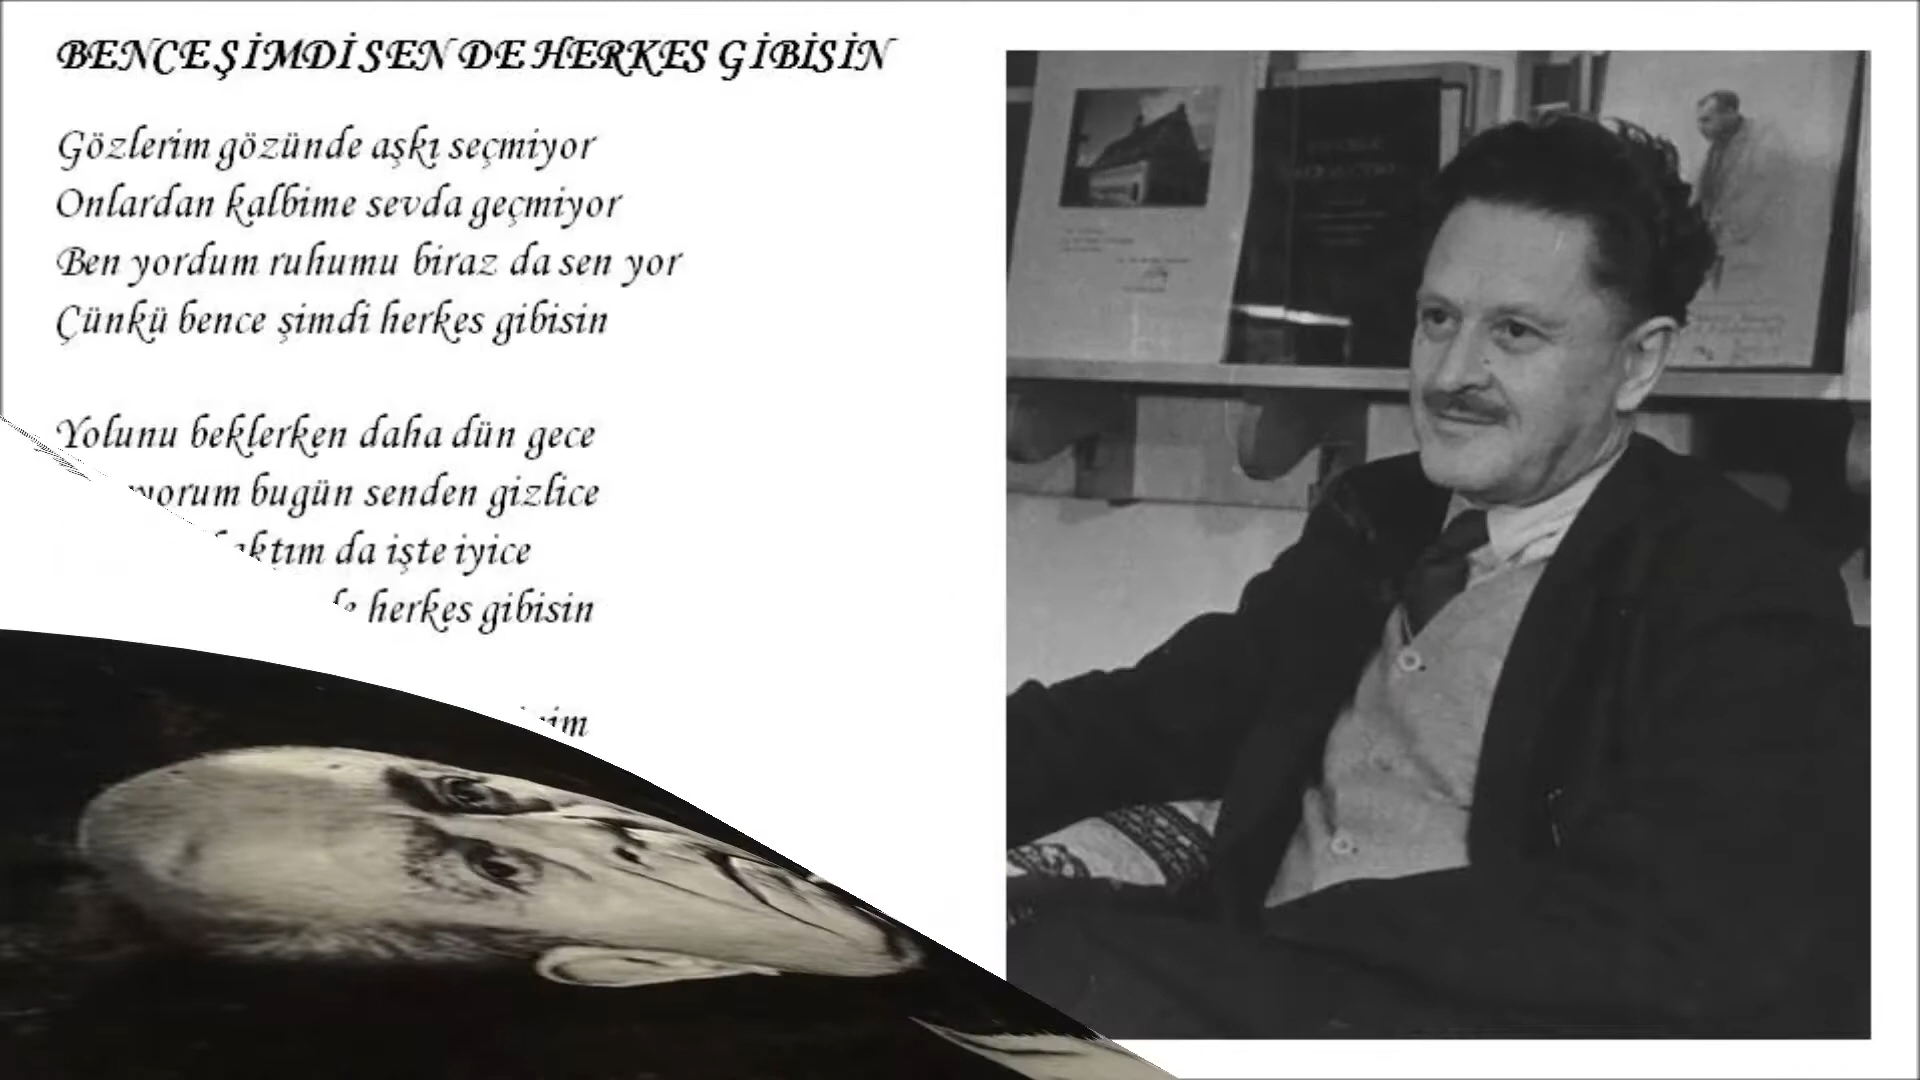 BENCE ŞİMDİ SEN DE HERKES GİBİSİN
Gözlerim gözünde aşkı seçmiyor
Onlardan kalbime sevda geçmiyor
Ben yordum ruhumu biraz da sen yor
Çünkü bence şimdi herkes gibisin
Yolunu beklerken daha dün gece
bugün senden gizlice
da işte iyice
herkes gibisin